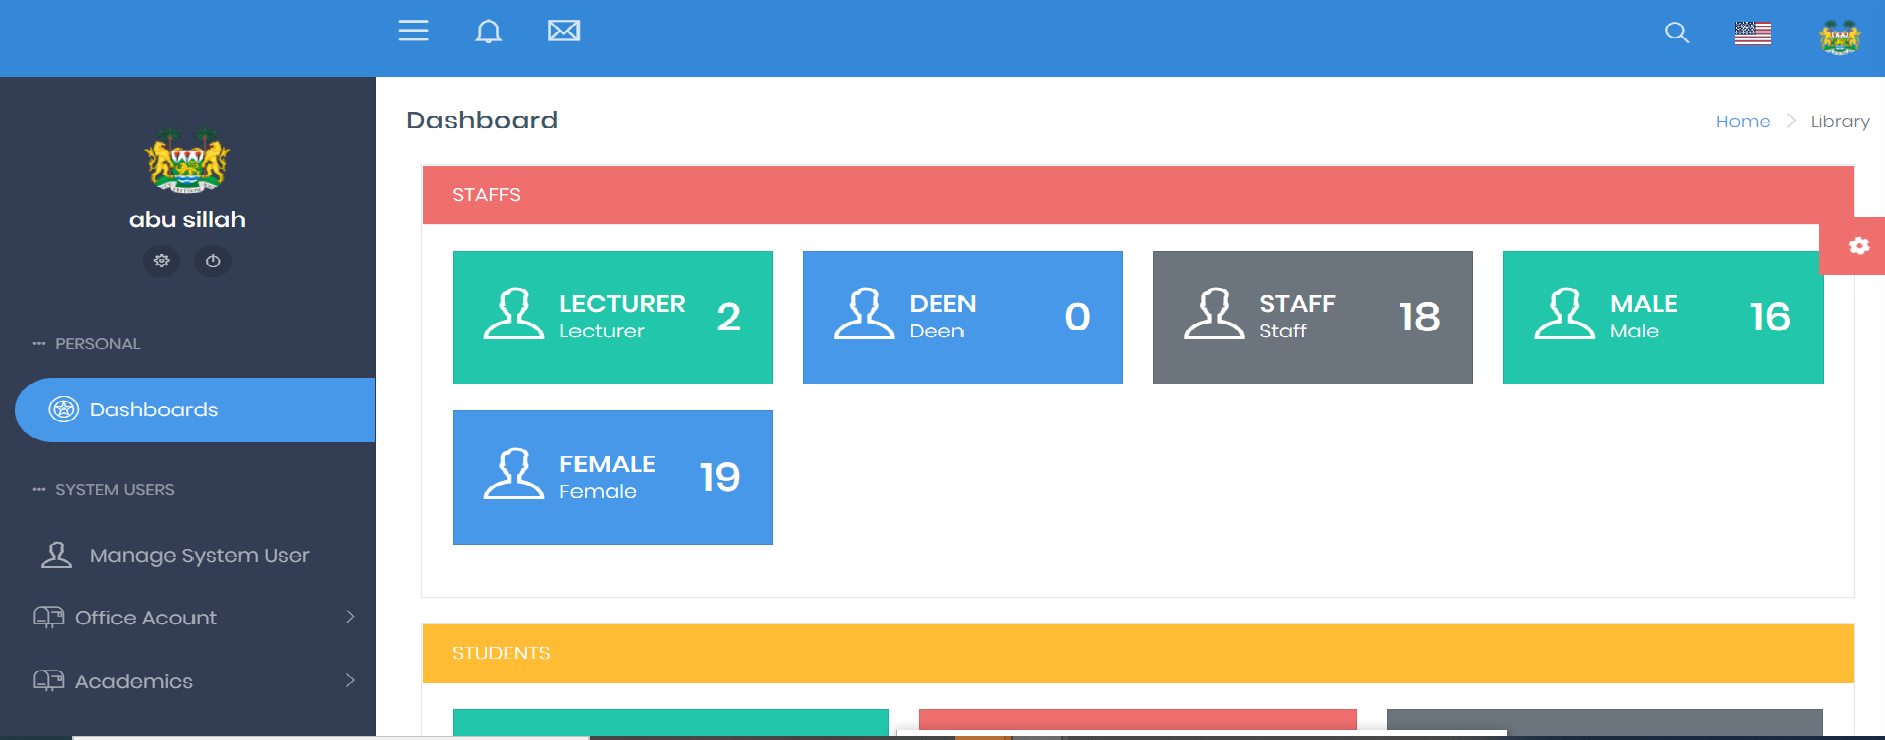 Dashboard
Home > Library
abu sillah
PERSONAL
Dashboards
SYSTEM USERS
Manage System User
Office Acount
Academics
STAFFS
LECTURER 2
Lecturer
DEEN 0
Deen
STAFF 18
Staff
MALE 16
Male
FEMALE 19
Female
STUDENTS